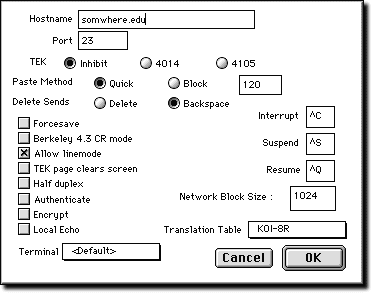 Hostname somwhere.edu
Port 23
TEK Inhibit 4014 4105
Paste Method Quick Block 120
Delete Sends Delete Backspace
Interrupt ^C
Forcesave
Berkeley 4.3 CR mode
Suspend ^S
Allow linemode
TEK page clears screen
Resume ^Q
Half duplex
Authenticate
Network Block Size : 1024
Encrypt
Local Echo
Translation Table KOI-8R
Terminal <Default>
Cancel OK